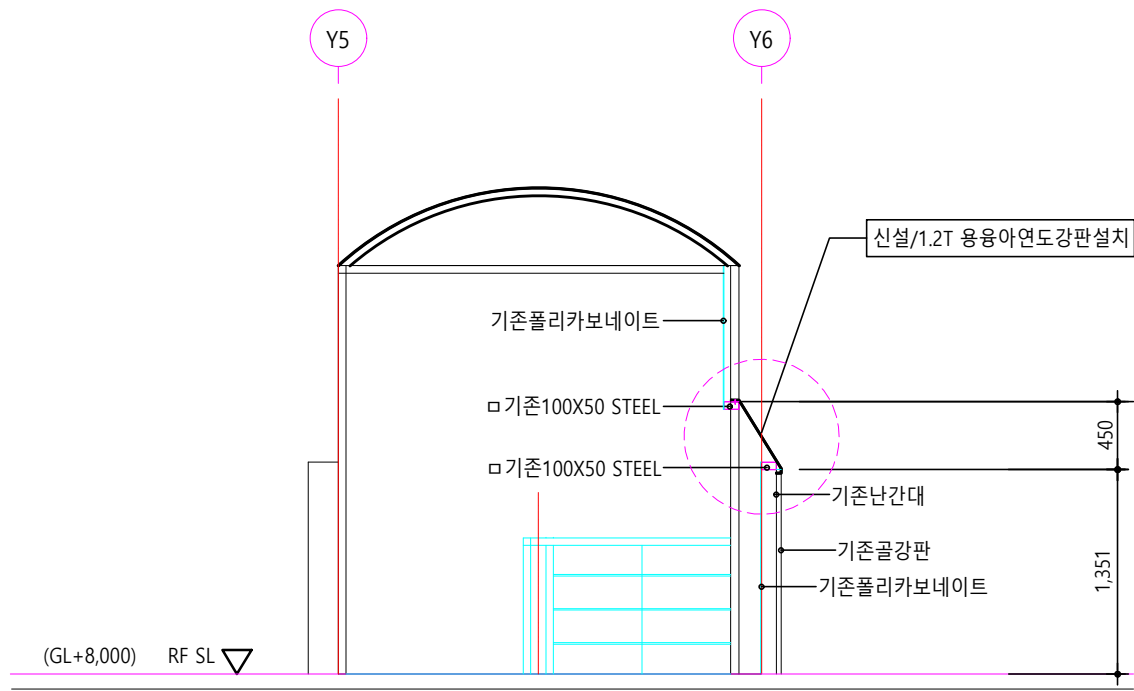 Y5
Y6
신설/1.2T 용융아연도강판설치
기존폴리카보네이트
ㅁ기존100X50 STEEL
450
ㅁ기존100X50 STEEL
기존난간대
기존골강판
1,351
기존폴리카보네이트
(GL+8,000) RF SL